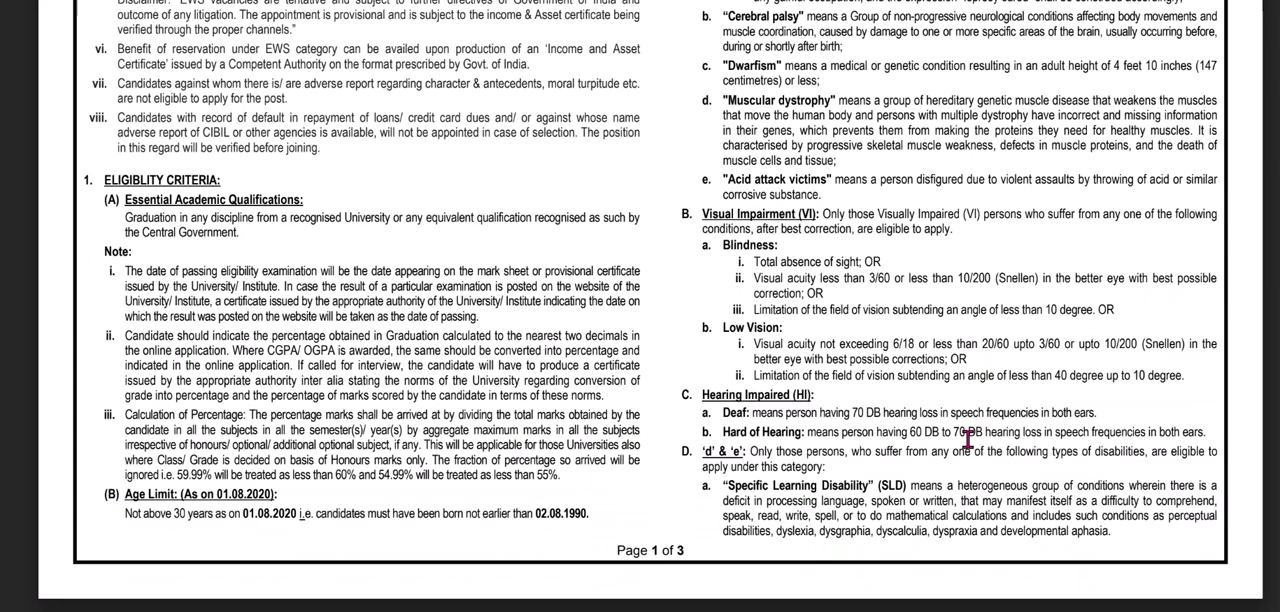 Disclaimer: "EWS vacancies are tentative and subject to further directives of Government of India and
outcome of any litigation. The appointment is provisional and is subject to the income & Asset certificate being
verified through the proper channels."
vi. Benefit of reservation under EWS category can be availed upon production of an 'Income and Asset
Certificate' issued by a Competent Authority on the format prescribed by Govt. of India.
vii. Candidates against whom there is/ are adverse report regarding character & antecedents, moral turpitude etc.
are not eligible to apply for the post.
viii. Candidates with record of default in repayment of loans/ credit card dues and/ or against whose name
adverse report of CIBIL or other agencies is available, will not be appointed in case of selection. The position
in this regard will be verified before joining.
1. ELIGIBLITY CRITERIA:
(A) Essential Academic Qualifications:
Graduation in any discipline from a recognised University or any equivalent qualification recognised as such by
the Central Government.
Note:
i. The date of passing eligibility examination will be the date appearing on the mark sheet or provisional certificate
issued by the University/ Institute. In case the result of a particular examination is posted on the website of the
University/ Institute, a certificate issued by the appropriate authority of the University/ Institute indicating the date on
which the result was posted on the website will be taken as the date of passing.
ii. Candidate should indicate the percentage obtained in Graduation calculated to the nearest two decimals in
the online application. Where CGPA/ OGPA is awarded, the same should be converted into percentage and
indicated in the online application. If called for interview, the candidate will have to produce a certificate
issued by the appropriate authority inter alia stating the norms of the University regarding conversion of
grade into percentage and the percentage of marks scored by the candidate in terms of these norms.
iii. Calculation of Percentage: The percentage marks shall be arrived at by dividing the total marks obtained by the
candidate in all the subjects in all the semester(s)/ year(s) by aggregate maximum marks in all the subjects
irrespective of honours/ optional/ additional optional subject, if any. This will be applicable for those Universities also
where Class/ Grade is decided on basis of Honours marks only. The fraction of percentage so arrived will be
ignored i.e. 59.99% will be treated as less than 60% and 54.99% will be treated as less than 55%.
(B) Age Limit: (As on 01.08.2020):
Not above 30 years as on 01.08.2020 i.e. candidates must have been born not earlier than 02.08.1990.
b. "Cerebral palsy" means a Group of non-progressive neurological conditions affecting body movements and
muscle coordination, caused by damage to one or more specific areas of the brain, usually occurring before,
during or shortly after birth;
c. "Dwarfism" means a medical or genetic condition resulting in an adult height of 4 feet 10 inches (147
centimetres) or less;
d. "Muscular dystrophy" means a group of hereditary genetic muscle disease that weakens the muscles
that move the human body and persons with multiple dystrophy have incorrect and missing information
in their genes, which prevents them from making the proteins they need for healthy muscles. It is
characterised by progressive skeletal muscle weakness, defects in muscle proteins, and the death of
muscle cells and tissue;
e. "Acid attack victims" means a person disfigured due to violent assaults by throwing of acid or similar
corrosive substance.
B. Visual Impairment (VI): Only those Visually Impaired (VI) persons who suffer from any one of the following
conditions, after best correction, are eligible to apply.
a. Blindness:
i. Total absence of sight; OR
ii. Visual acuity less than 3/60 or less than 10/200 (Snellen) in the better eye with best possible
correction; OR
iii. Limitation of the field of vision subtending an angle of less than 10 degree. OR
b. Low Vision:
i. Visual acuity not exceeding 6/18 or less than 20/60 upto 3/60 or upto 10/200 (Snellen) in the
better eye with best possible corrections; OR
ii. Limitation of the field of vision subtending an angle of less than 40 degree up to 10 degree.
C. Hearing Impaired (HI):
a. Deaf: means person having 70 DB hearing loss in speech frequencies in both ears.
b. Hard of Hearing: means person having 60 DB to 70 DB hearing loss in speech frequencies in both ears.
D. 'd' & 'e': Only those persons, who suffer from any one of the following types of disabilities, are eligible to
apply under this category:
a. "Specific Learning Disability" (SLD) means a heterogeneous group of conditions wherein there is a
deficit in processing language, spoken or written, that may manifest itself as a difficulty to comprehend,
speak, read, write, spell, or to do mathematical calculations and includes such conditions as perceptual
disabilities, dyslexia, dysgraphia, dyscalculia, dyspraxia and developmental aphasia.
Page 1 of 3